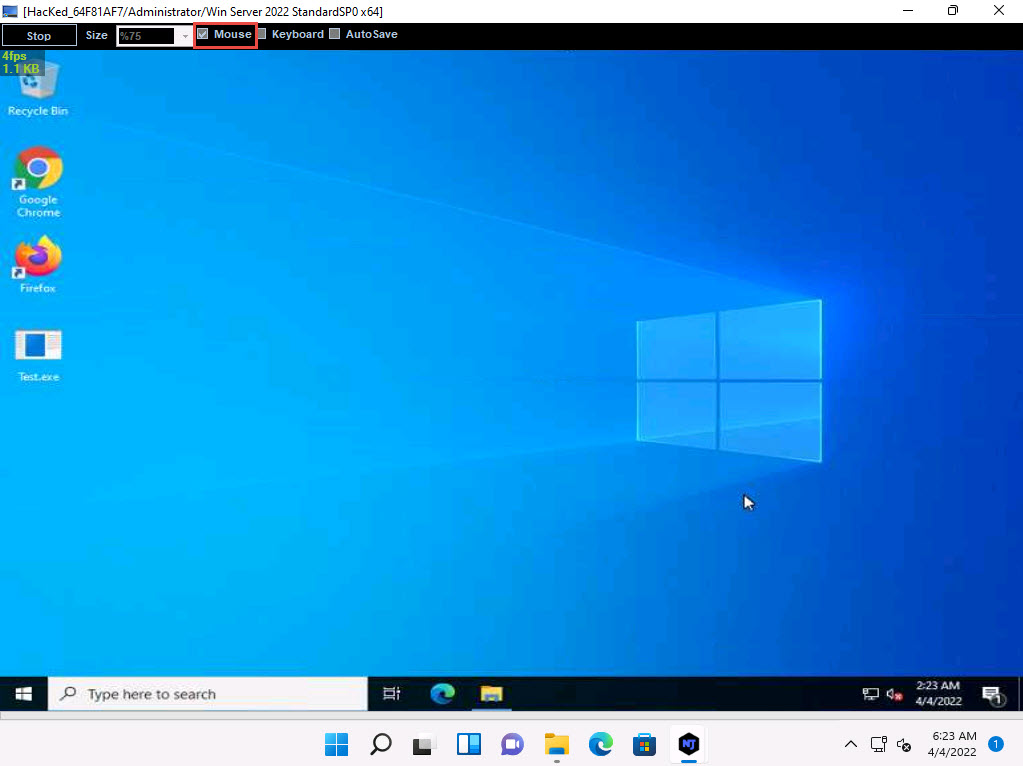 [HacKed_64F81AF7/Administrator/Win Server 2022 StandardSP0 x64]
Stop Size %75 Mouse Keyboard AutoSave
4fps
1.1 KB
Recycle Bin
Google
Chrome
Firefox
Test.exe
Type here to search
2:23 AM
4/4/2022
1
NJ
6:23 AM
4/4/2022
1